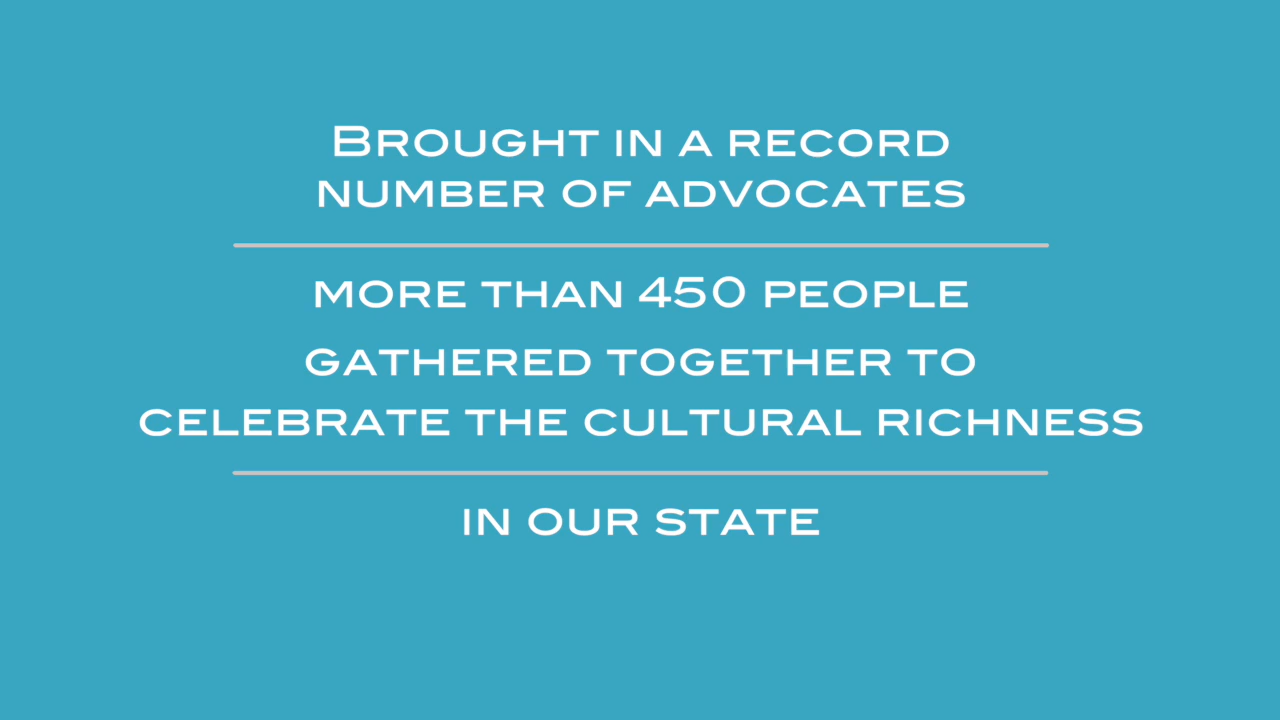 Brought in a record
number of advocates
more than 450 people
gathered together to
celebrate the cultural richness
in our state